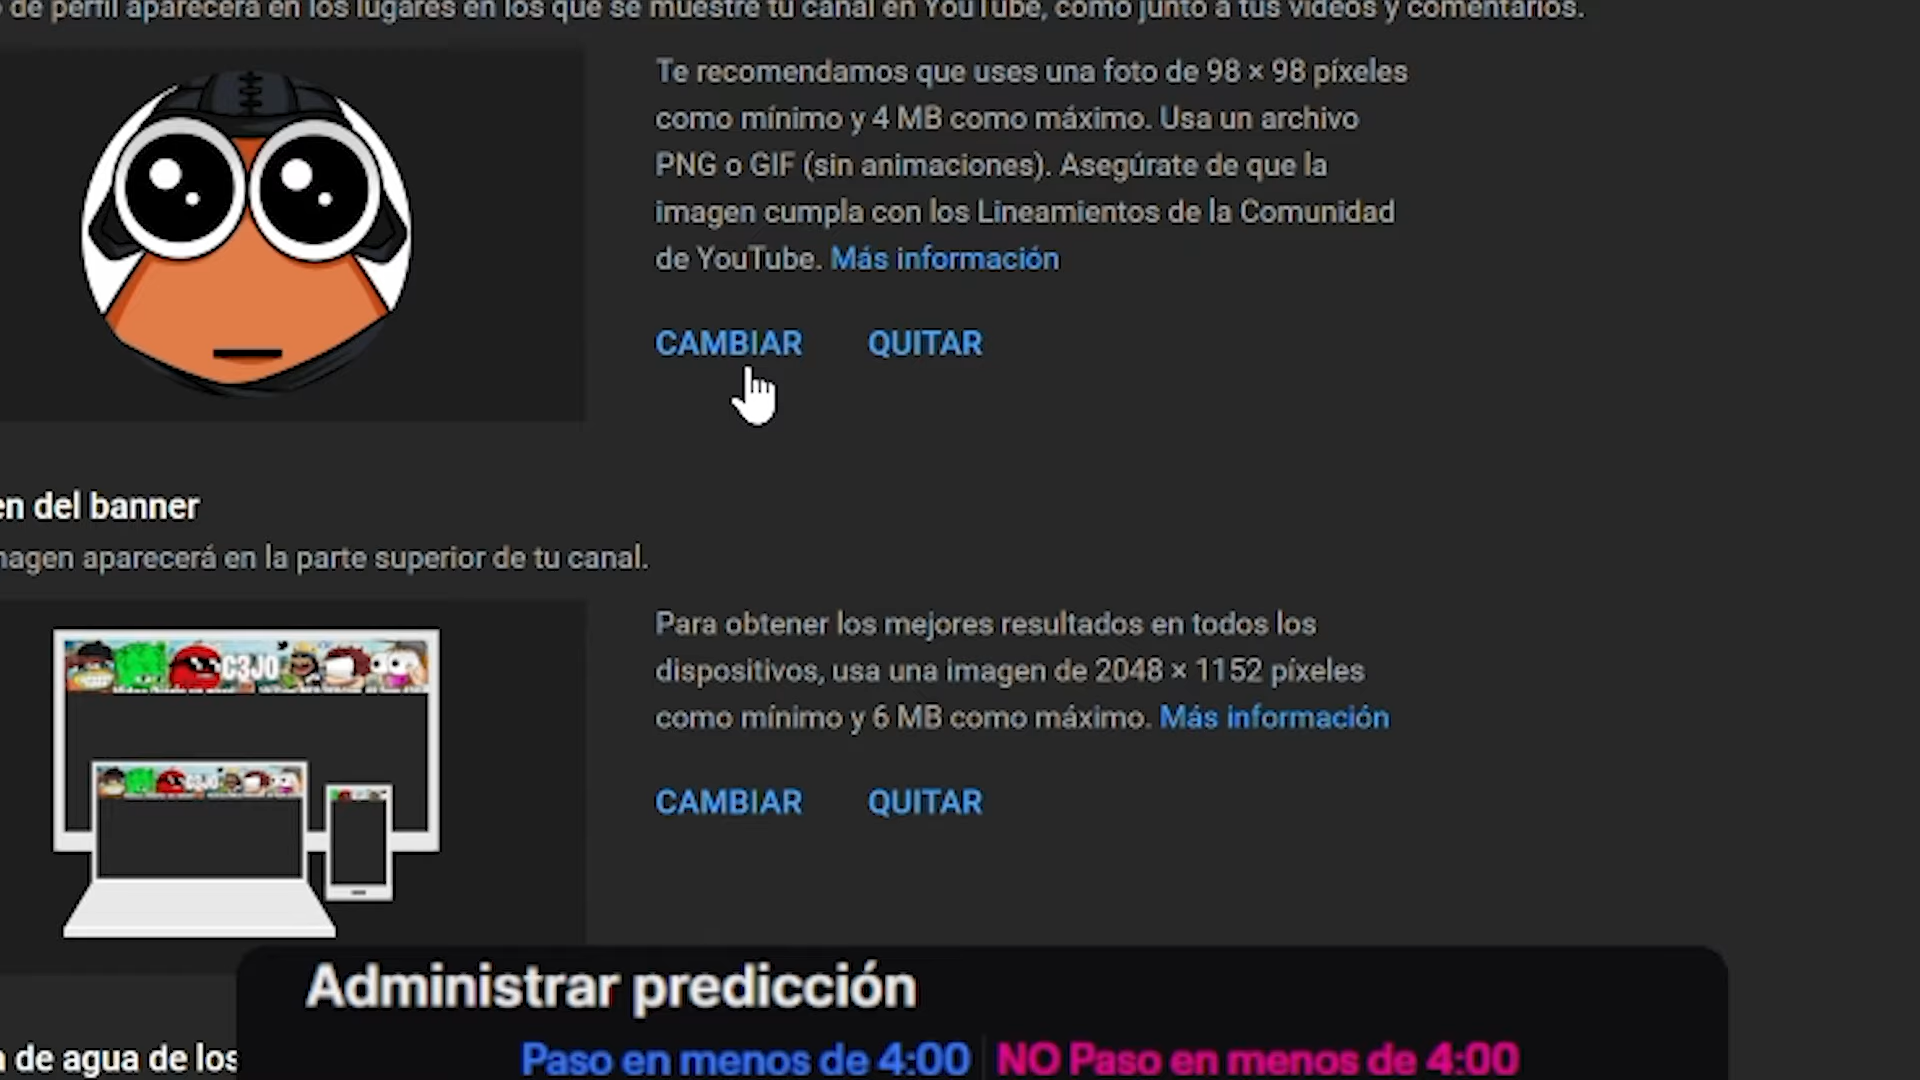 de perfil aparecerá en los lugares en los que se muestre tu canal en YouTube, como junto a tus videos y comentarios.
Te recomendamos que uses una foto de 98 × 98 píxeles
como mínimo y 4 MB como máximo. Usa un archivo
PNG o GIF (sin animaciones). Asegúrate de que la
imagen cumpla con los Lineamientos de la Comunidad
de YouTube. Más información
CAMBIAR QUITAR
en del banner
magen aparecerá en la parte superior de tu canal.
C3JO
Para obtener los mejores resultados en todos los
dispositivos, usa una imagen de 2048 × 1152 píxeles
como mínimo y 6 MB como máximo. Más información
C3JO
CAMBIAR QUITAR
Administrar predicción
a de agua de los
Paso en menos de 4:00 NO Paso en menos de 4:00